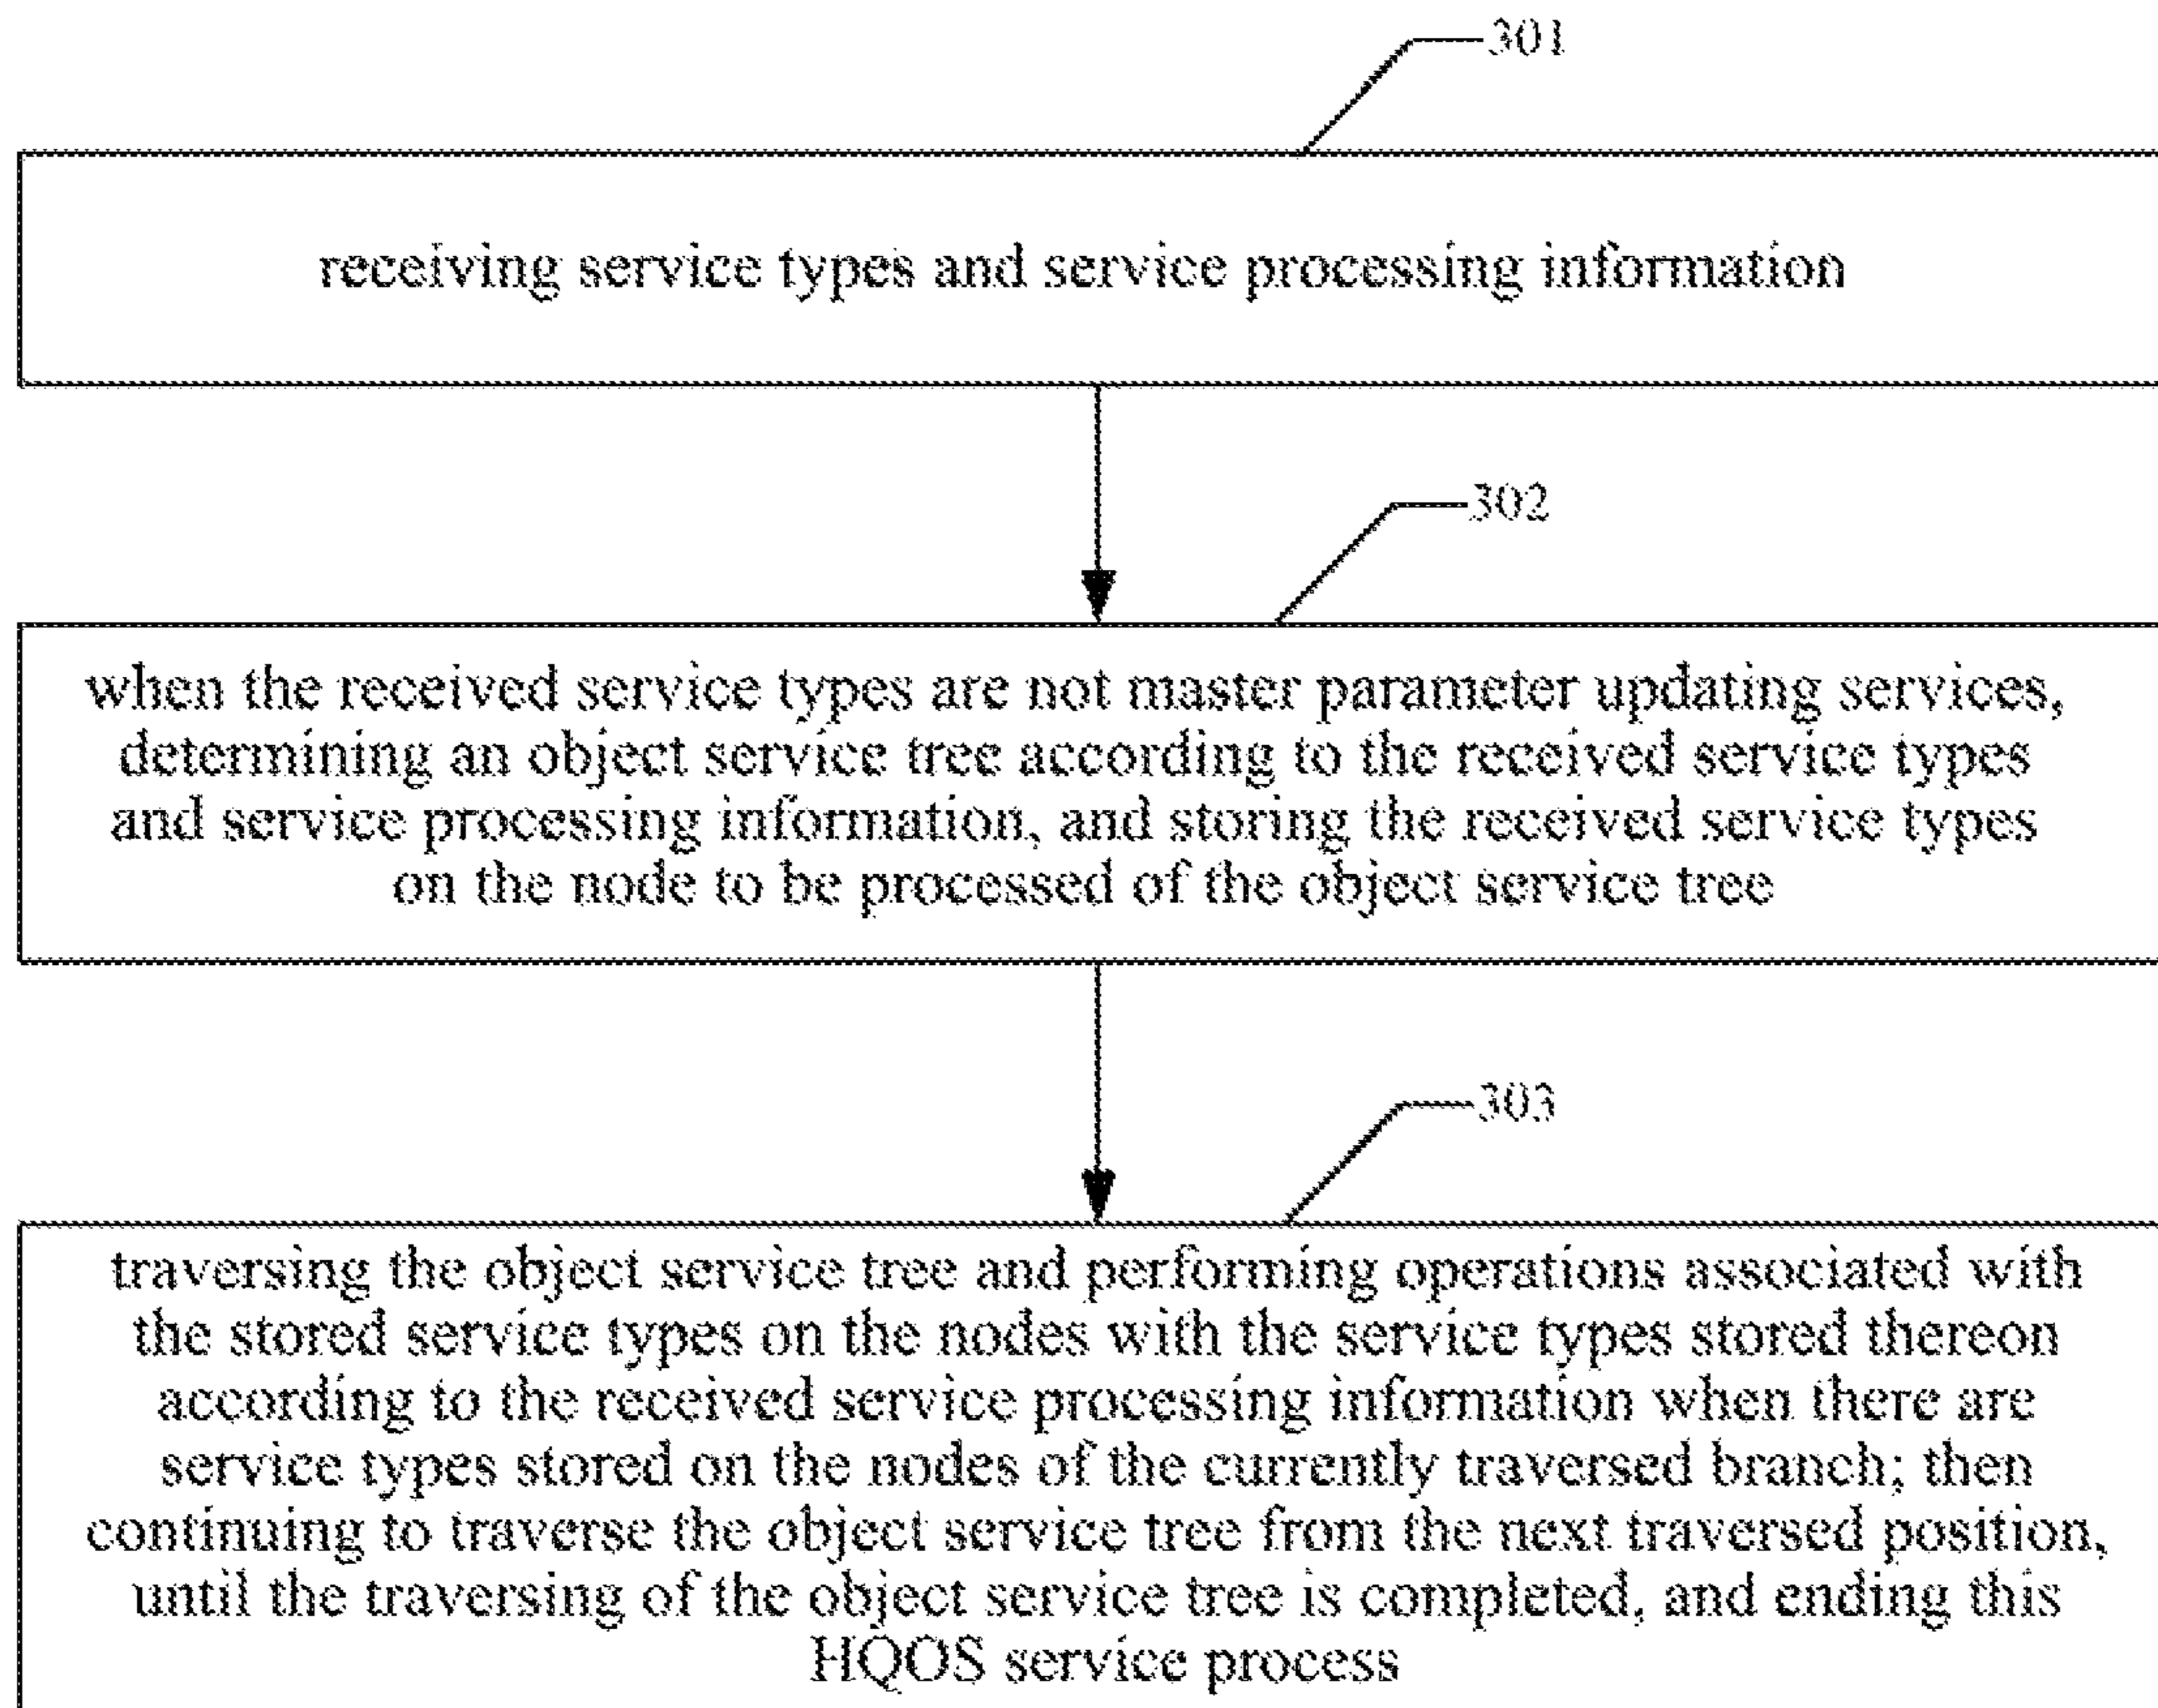 301
receiving service types and service processing information
302
when the received service types are not master parameter updating services,
determining an object service tree according to the received service types
and service processing information, and storing the received service types
on the node to be processed of the object service tree
303
traversing the object service tree and performing operations associated with
the stored service types on the nodes with the service types stored thereon
according to the received service processing information when there are
service types stored on the nodes of the currently traversed branch; then
continuing to traverse the object service tree from the next traversed position,
until the traversing of the object service tree is completed, and ending this
HQOS service process